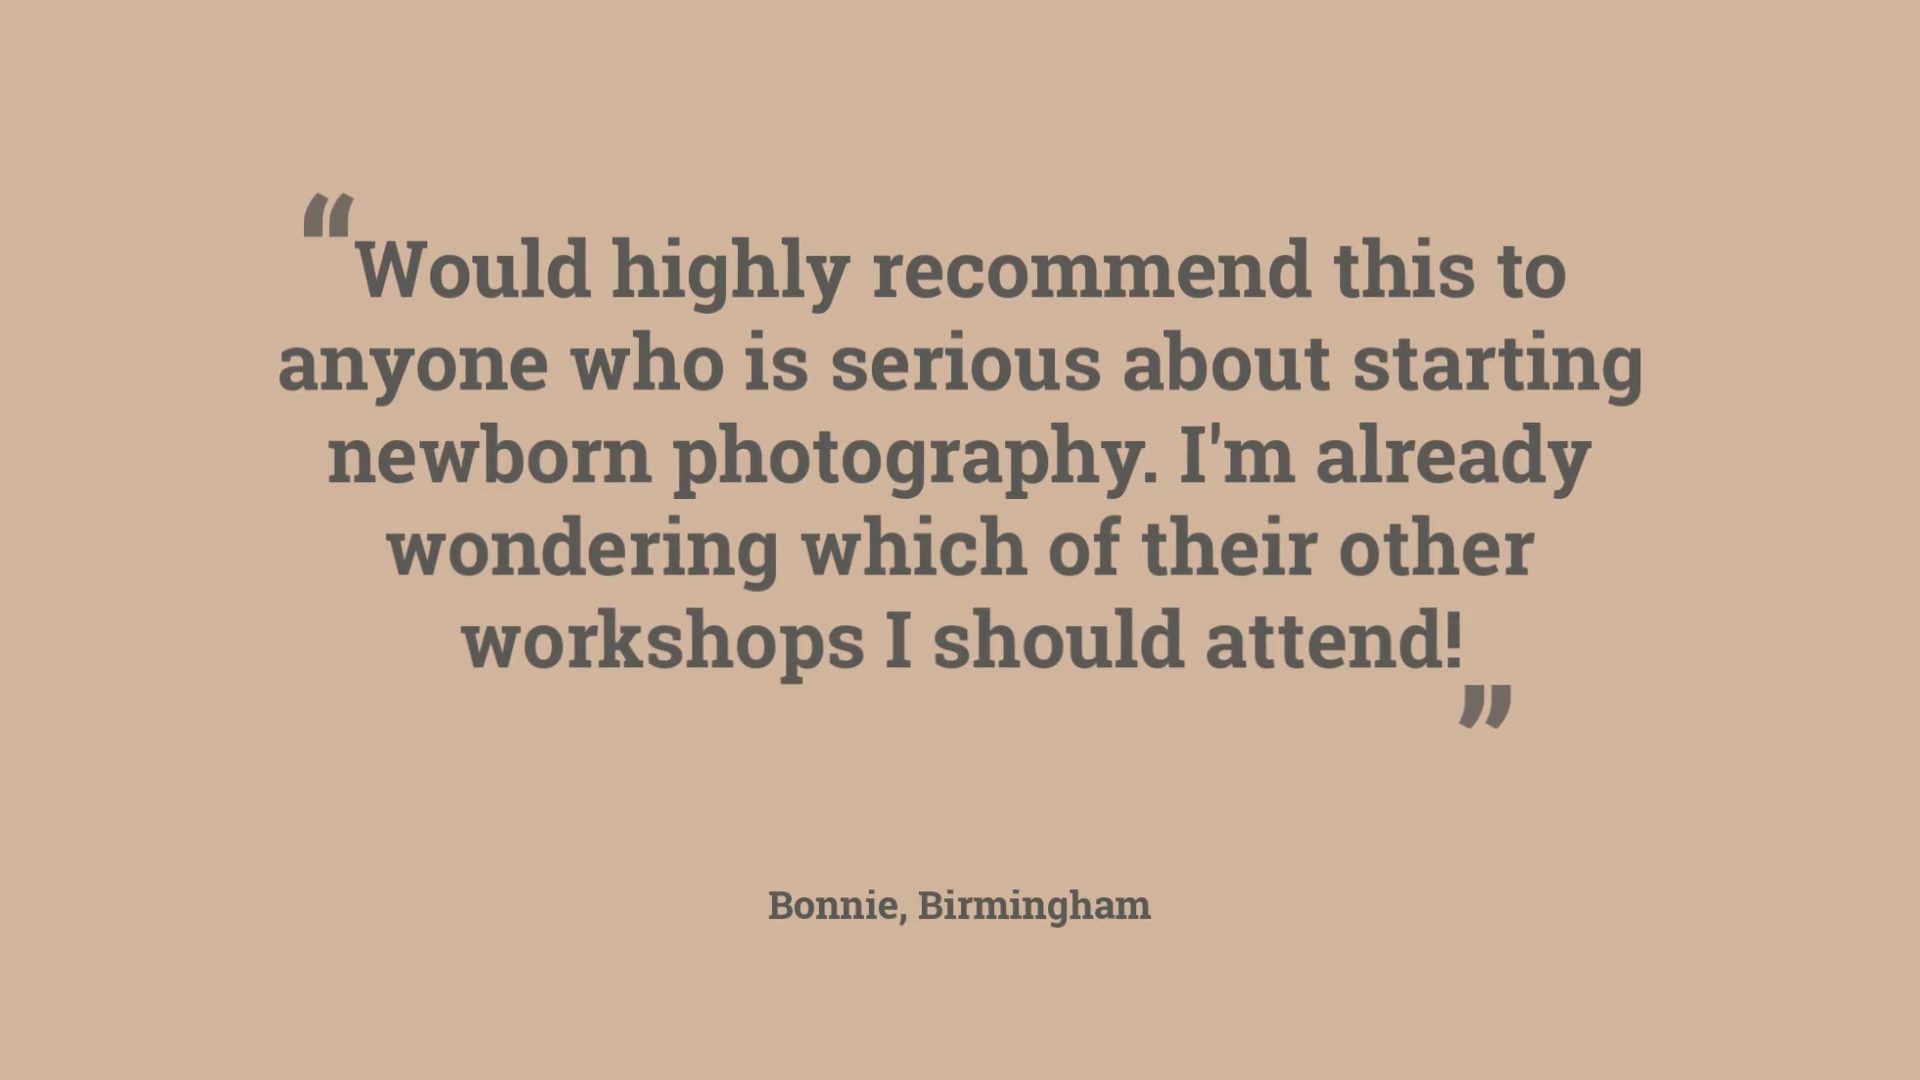 “Would highly recommend this to
anyone who is serious about starting
newborn photography. I'm already
wondering which of their other
workshops I should attend!”
Bonnie, Birmingham